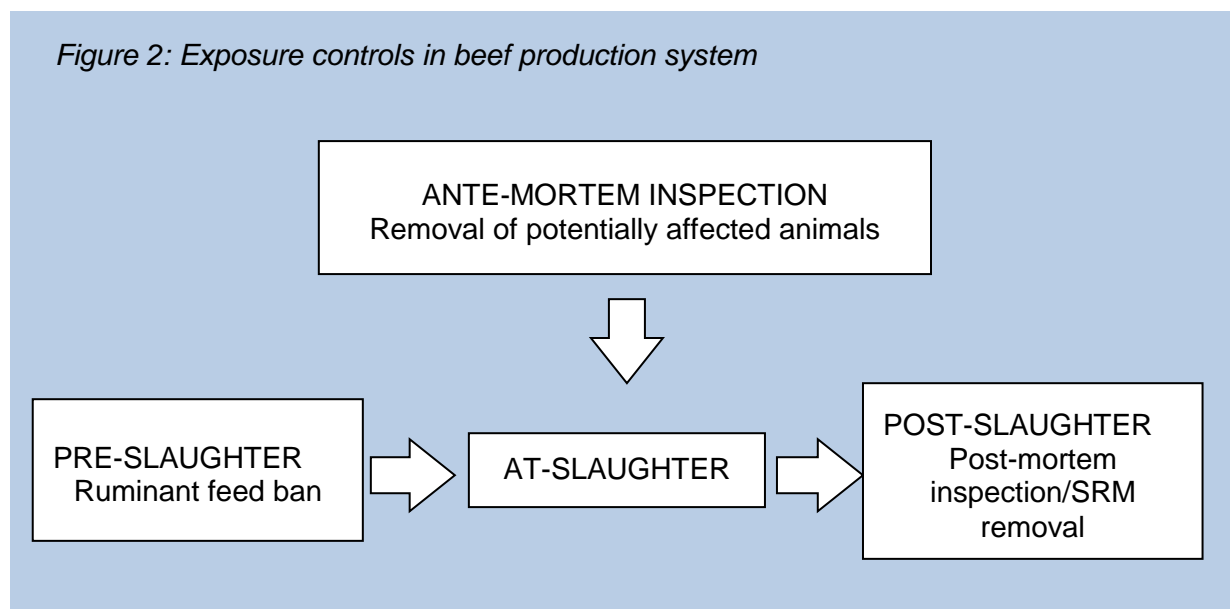 Figure 2: Exposure controls in beef production system
ANTE-MORTEM INSPECTION
Removal of potentially affected animals
PRE-SLAUGHTER
Ruminant feed ban
AT-SLAUGHTER
POST-SLAUGHTER
Post-mortem
inspection/SRM
removal